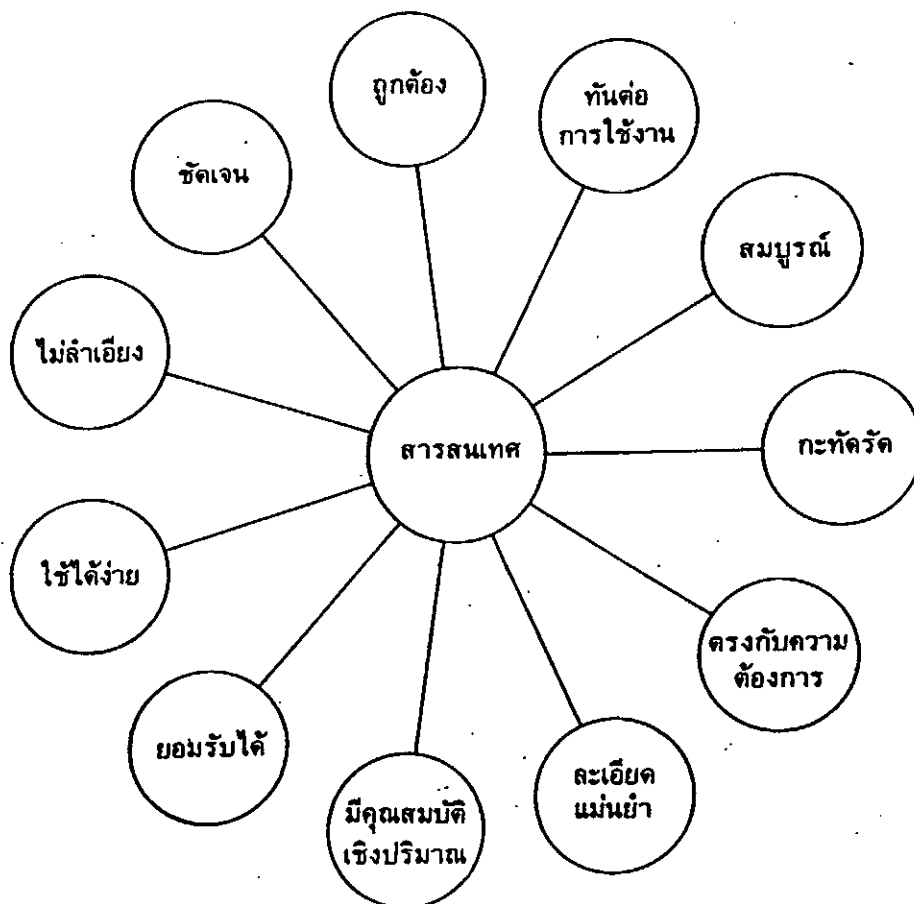 ถูกต้อง
ทันต่อ
การใช้งาน
ชัดเจน
สมบูรณ์
ไม่ลำเอียง
สารสนเทศ
กะทัดรัด
ใช้ได้ง่าย
ตรงกับความ
ต้องการ
ยอมรับได้
ละเอียด
แม่นยำ
มีคุณสมบัติ
เชิงปริมาณ